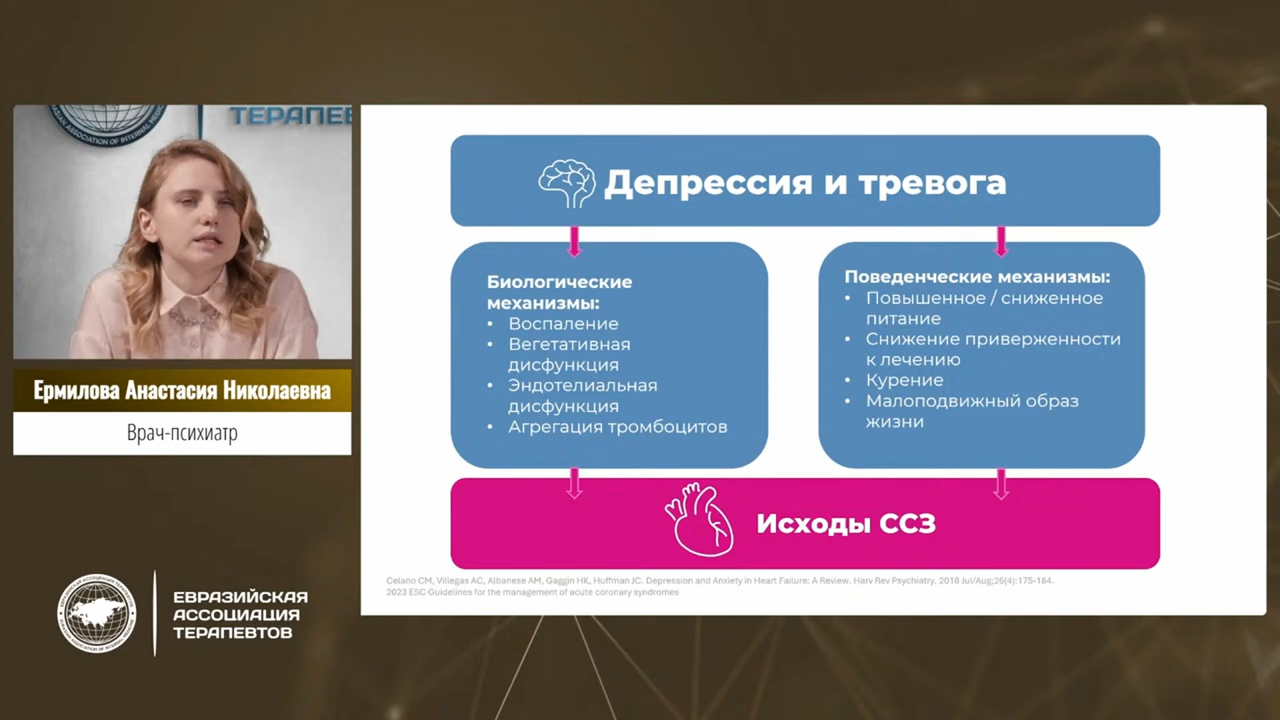 ТЕРАПЕВ
Ермилова Анастасия Николаевна
Врач-психиатр
ЕВРАЗИЙСКАЯ
АССОЦИАЦИЯ
ТЕРАПЕВТОВ
Депрессия и тревога
Биологические
механизмы:
• Воспаление
• Вегетативная
дисфункция
• Эндотелиальная
дисфункция
• Агрегация тромбоцитов
Поведенческие механизмы:
• Повышенное / сниженное
питание
• Снижение приверженности
к лечению
• Курение
• Малоподвижный образ
жизни
Исходы ССЗ
Celano CM, Villegas AC, Albanese AM, Gaggin HK, Huffman JC. Depression and Anxiety in Heart Failure: A Review. Harv Rev Psychiatry. 2018 Jul/Aug;26(4):175-184.
2023 ESC Guidelines for the management of acute coronary syndromes